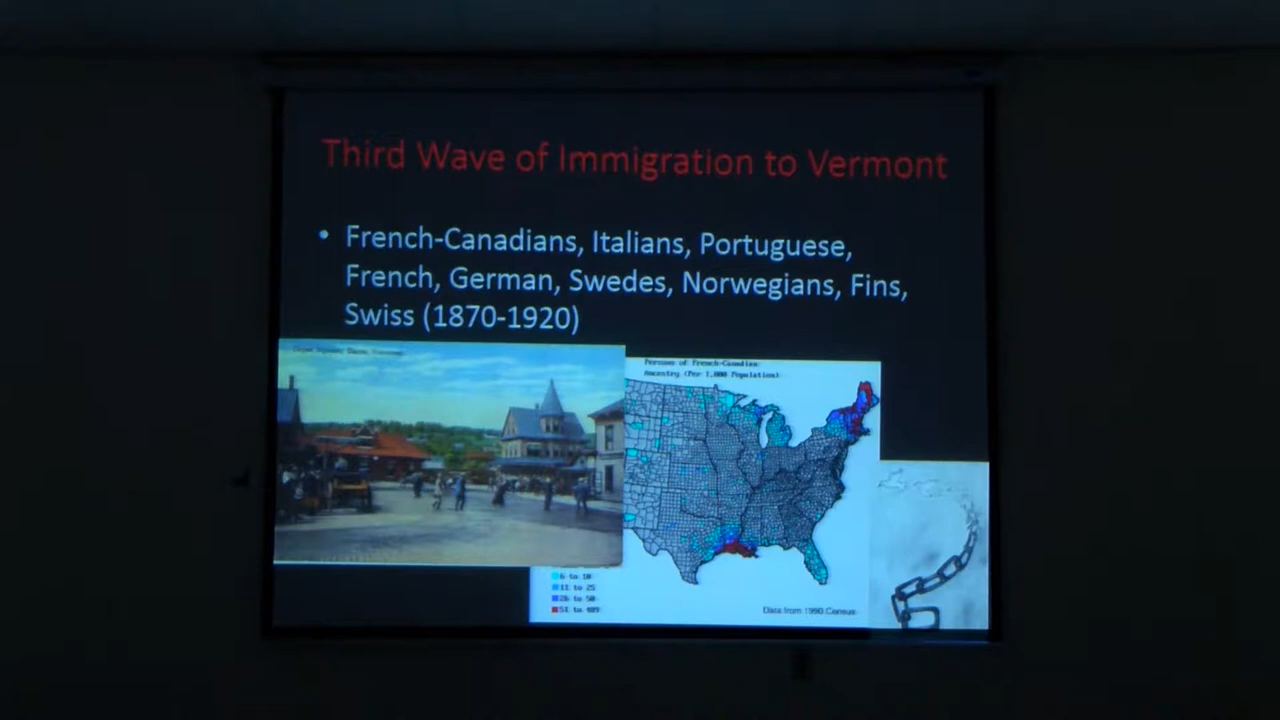 Third Wave of Immigration to Vermont
• French-Canadians, Italians, Portuguese,
French, German, Swedes, Norwegians, Fins,
Swiss (1870-1920)
Persons of French-Canadian
Ancestry (Per 1,000 Population)
6 to 10
11 to 25
26 to 50
51 to 409
Data from 1990 Census